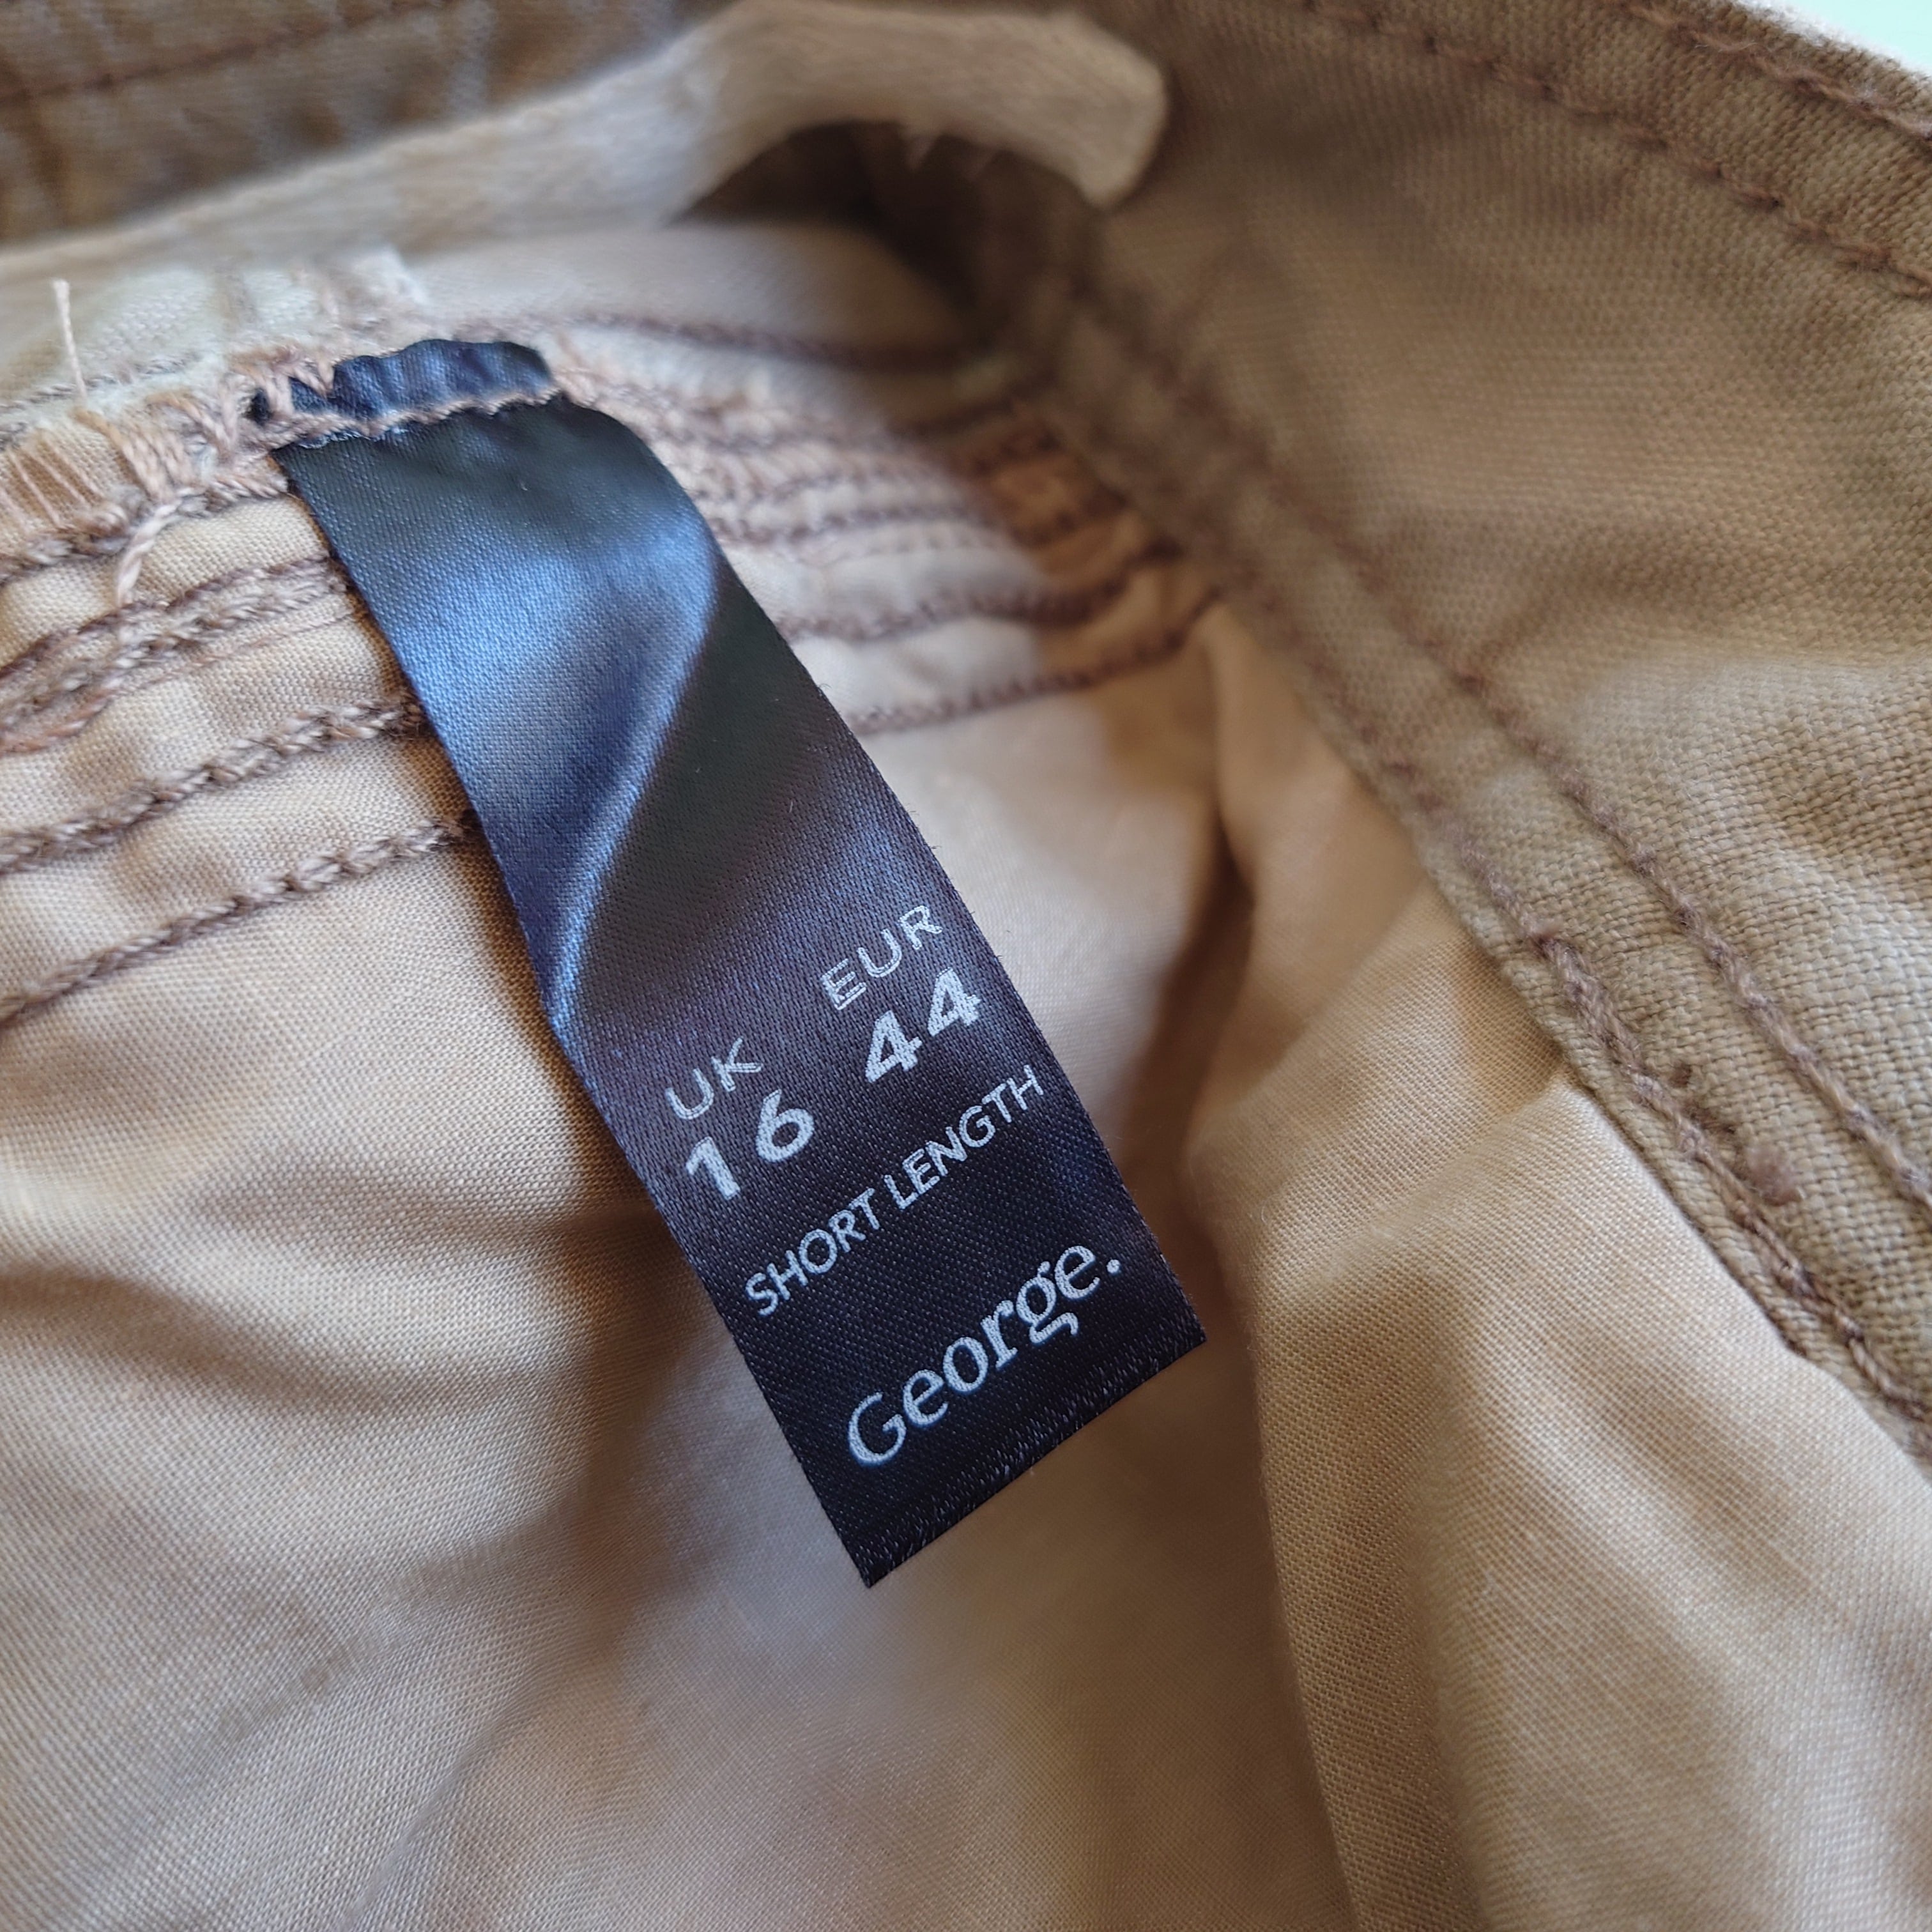 UK EUR
16 44
SHORT LENGTH
George.